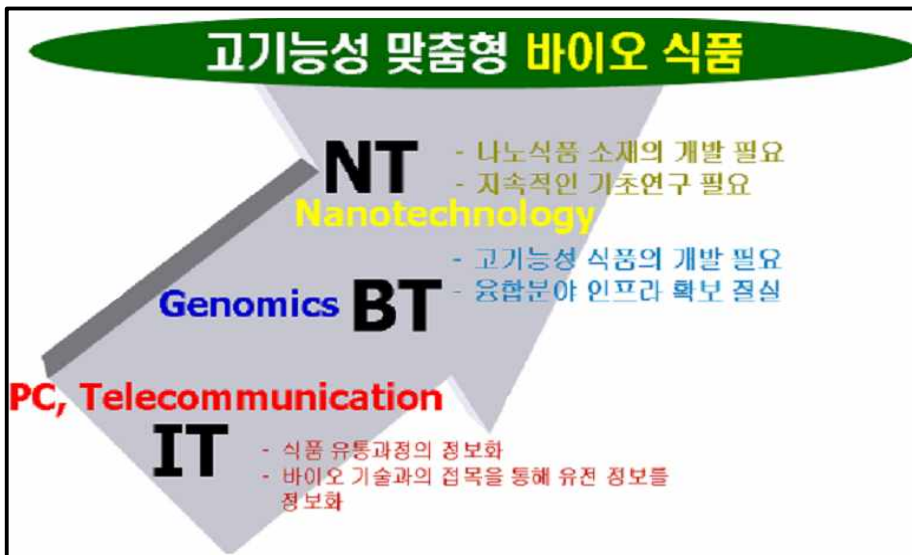 고기능성 맞춤형 바이오 식품
NT
Nanotechnology
- 나노식품 소재의 개발 필요
- 지속적인 기초연구 필요
Genomics BT
- 고기능성 식품의 개발 필요
- 융합분야 인프라 확보 절실
PC, Telecommunication
IT
- 식품 유통과정의 정보화
- 바이오 기술과의 접목을 통해 유전 정보를
정보화